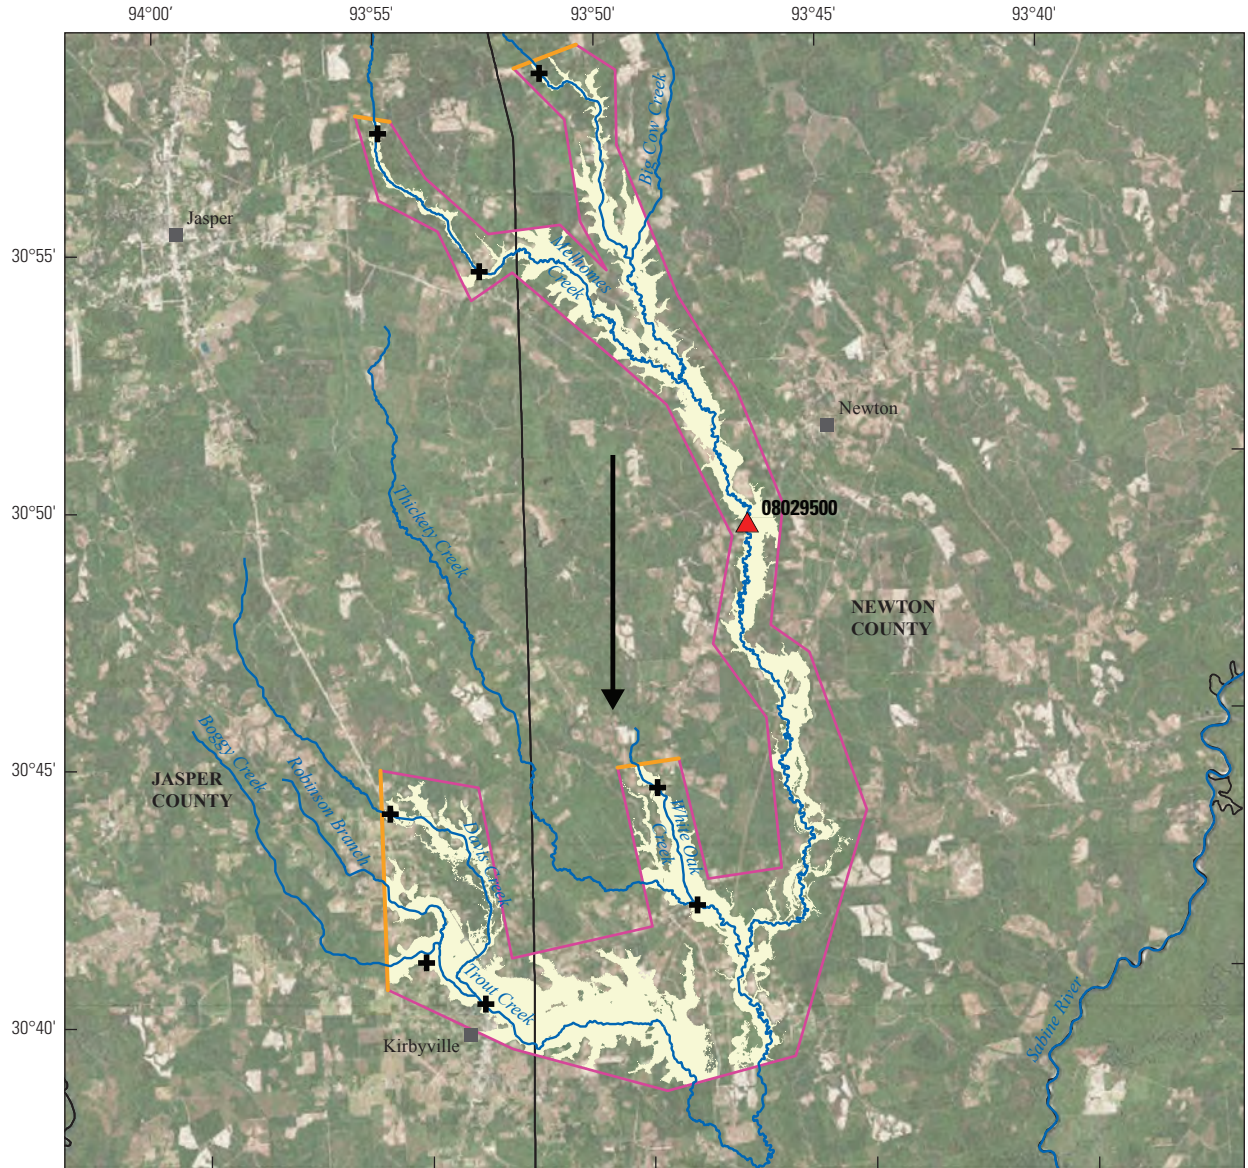 94°00' 93°55' 93°50' 93°45' 93°40'
Big Cow Creek
Jasper
30°55'
Melhomes
Creek
Newton
Thickety Creek
30°50'
08029500
NEWTON
COUNTY
Boggy Creek
30°45'
JASPER
COUNTY
Robinson Branch
Davis Creek
White Oak
Creek
Trout Creek
30°40'
Kirbyville
Sabine River